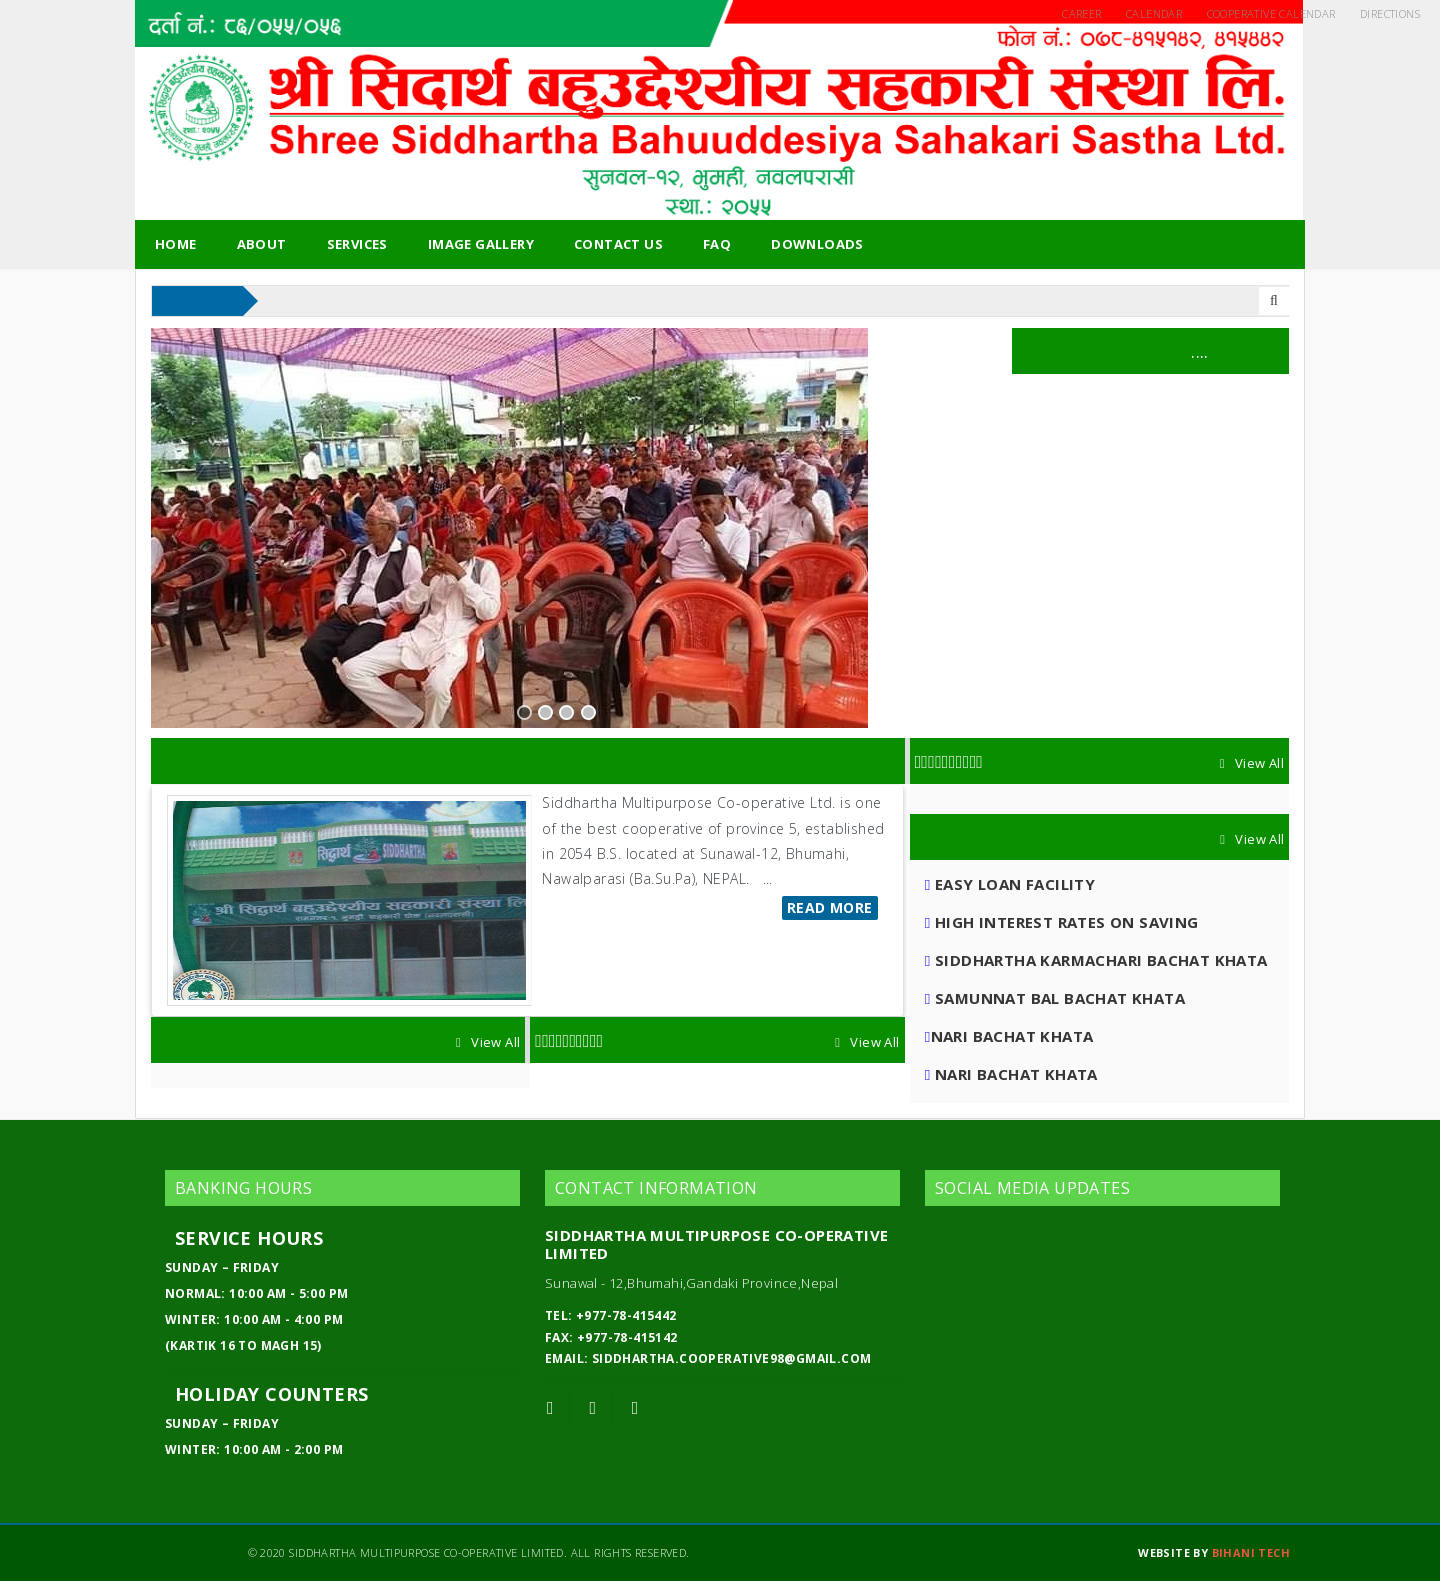 दर्ता नं.: ८६/०५५/०५६
CAREER CALENDAR COOPERATIVE CALENDAR DIRECTIONS
फोन नं.: ०७८-४१५१४२, ४१५४४२
श्री सिदार्थ बहुउद्देश्यीय सहकारी संस्था लि.
Shree Siddhartha Bahuuddesiya Sahakari Sastha Ltd.
सुनवल-१२, भुमही, नवलपरासी
स्था.: २०५५
HOME ABOUT SERVICES IMAGE GALLERY CONTACT US FAQ DOWNLOADS
....
View All
Siddhartha Multipurpose Co-operative Ltd. is one
of the best cooperative of province 5, established
in 2054 B.S. located at Sunawal-12, Bhumahi,
Nawalparasi (Ba.Su.Pa), NEPAL. ...
READ MORE
सिद्धार्थ SIDDHARTHA
श्री सिद्धार्थ बहुउद्देश्यीय सहकारी संस्था लि.
View All
EASY LOAN FACILITY
HIGH INTEREST RATES ON SAVING
SIDDHARTHA KARMACHARI BACHAT KHATA
SAMUNNAT BAL BACHAT KHATA
NARI BACHAT KHATA
NARI BACHAT KHATA
View All
View All
BANKING HOURS
SERVICE HOURS
SUNDAY – FRIDAY
NORMAL: 10:00 AM - 5:00 PM
WINTER: 10:00 AM - 4:00 PM
(KARTIK 16 TO MAGH 15)
HOLIDAY COUNTERS
SUNDAY – FRIDAY
WINTER: 10:00 AM - 2:00 PM
CONTACT INFORMATION
SIDDHARTHA MULTIPURPOSE CO-OPERATIVE
LIMITED
Sunawal - 12,Bhumahi,Gandaki Province,Nepal
TEL: +977-78-415442
FAX: +977-78-415142
EMAIL: SIDDHARTHA.COOPERATIVE98@GMAIL.COM
SOCIAL MEDIA UPDATES
© 2020 SIDDHARTHA MULTIPURPOSE CO-OPERATIVE LIMITED. ALL RIGHTS RESERVED.
WEBSITE BY BIHANI TECH